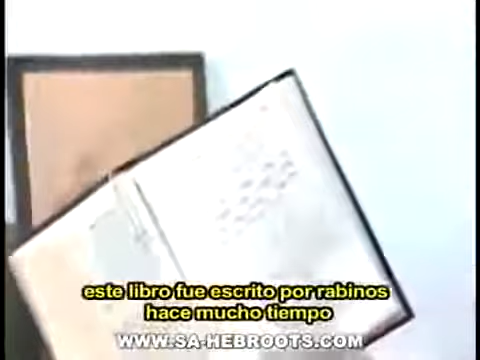 este libro fue escrito por rabinos
hace mucho tiempo
WWW.SA-HEBROOTS.COM